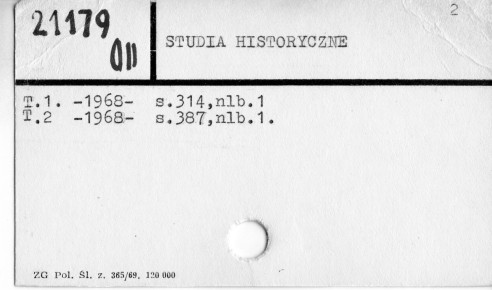 2
21179
OII
STUDIA HISTORYCZNE
T.1. -1968- s.314,nlb.1
T.2 -1968- s.387,nlb.1.
ZG Pol. Śl. z. 365/69, 120 000